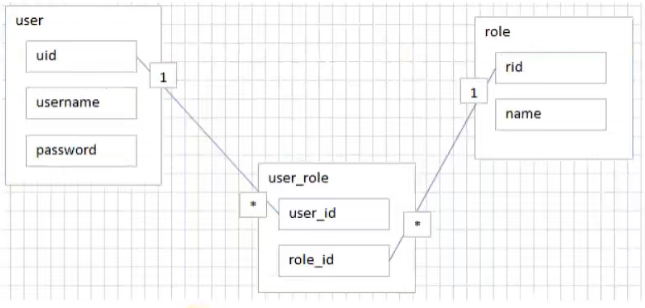 user
uid
username
password
1
role
rid
name
1
user_role
user_id
role_id
*
*